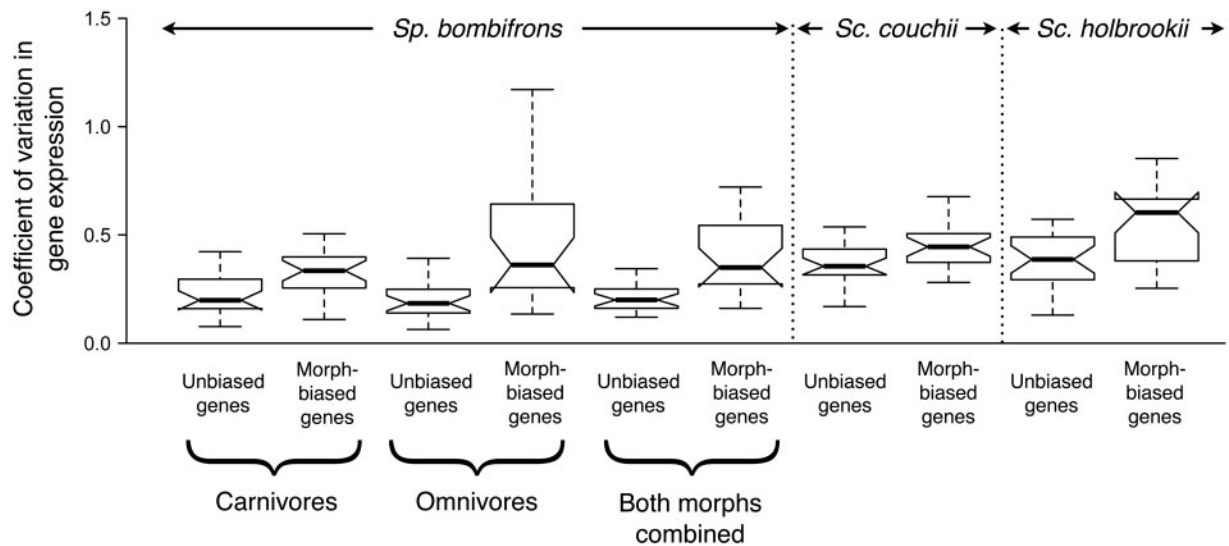 Sp. bombifrons
Sc. couchii
Sc. holbrookii
Coefficient of variation in
gene expression
1.5
1.0
0.5
0.0
Unbiased
genes
Morph-
biased
genes
Unbiased
genes
Morph-
biased
genes
Unbiased
genes
Morph-
biased
genes
Unbiased
genes
Morph-
biased
genes
Unbiased
genes
Morph-
biased
genes
Carnivores
Omnivores
Both morphs
combined